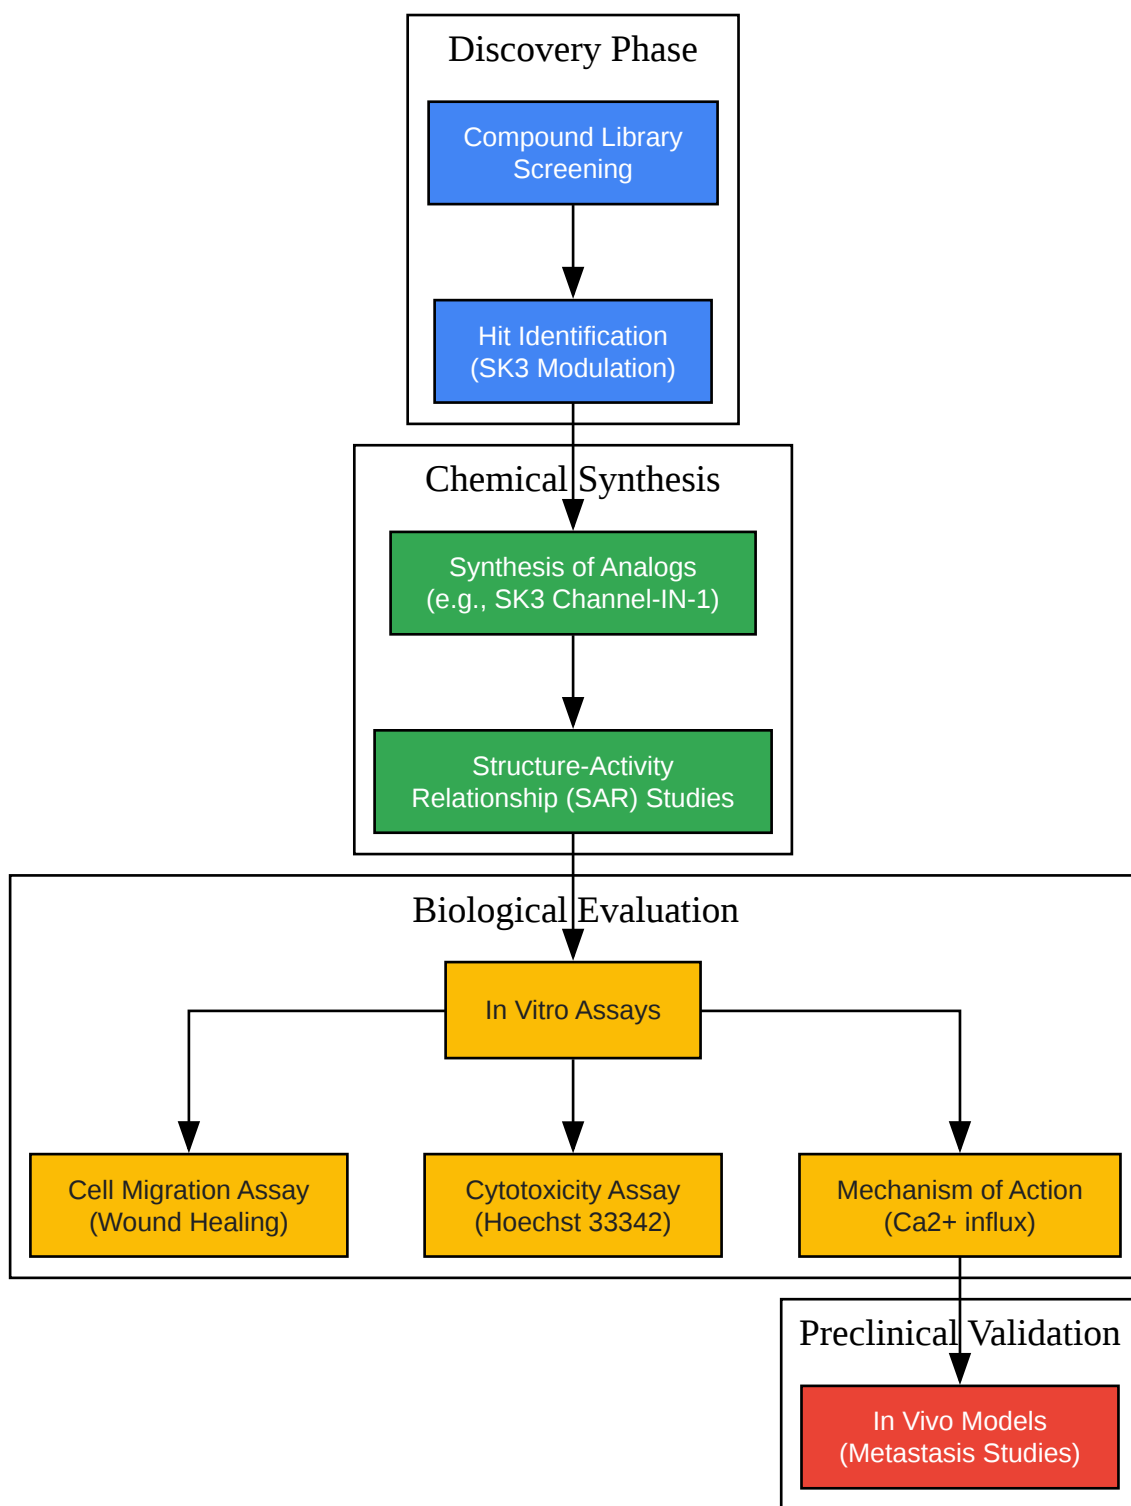 Discovery Phase
Compound Library
Screening
Hit Identification
(SK3 Modulation)
Chemical Synthesis
Synthesis of Analogs
(e.g., SK3 Channel-IN-1)
Structure-Activity
Relationship (SAR) Studies
Biological Evaluation
In Vitro Assays
Cell Migration Assay
(Wound Healing)
Cytotoxicity Assay
(Hoechst 33342)
Mechanism of Action
(Ca2+ influx)
Preclinical Validation
In Vivo Models
(Metastasis Studies)